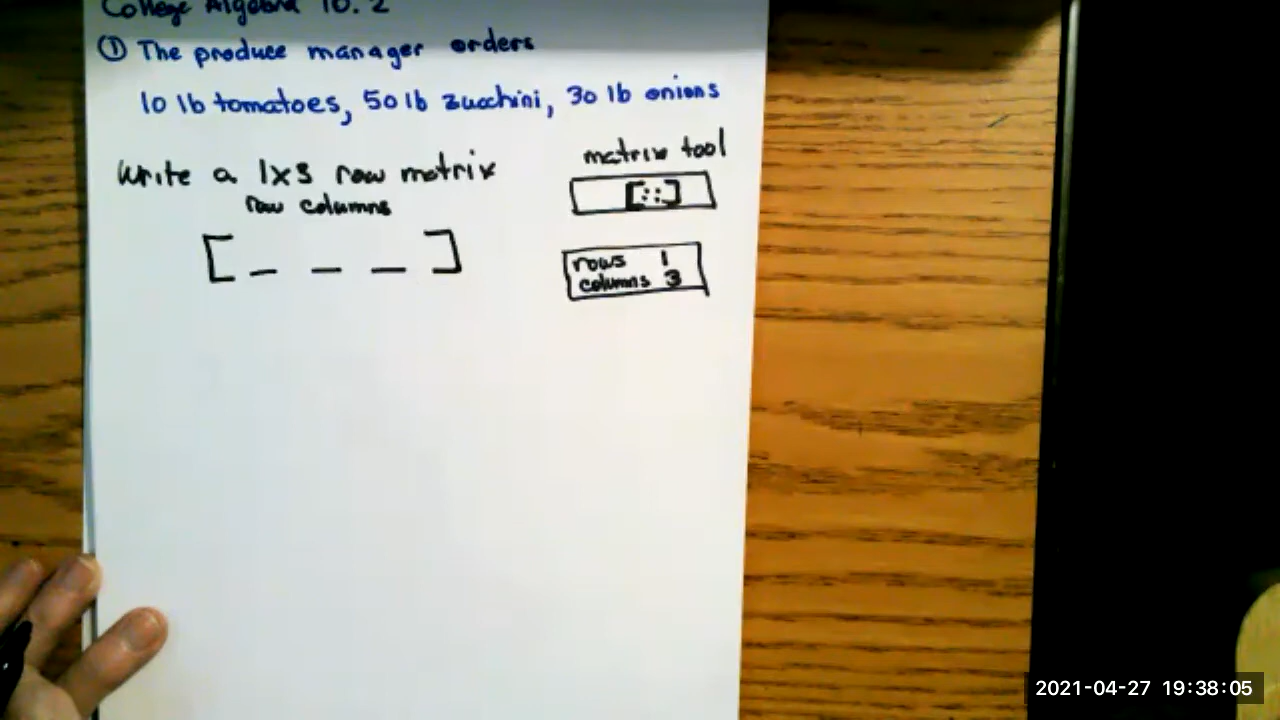 College Algebra 10.2
① The produce manager orders
10 lb tomatoes, 50 lb zucchini, 30 lb onions
Write a 1x3 row matrix
row columns
[ _ _ _ ]
matrix tool
[::]
rows 1
columns 3
2021-04-27 19:38:05